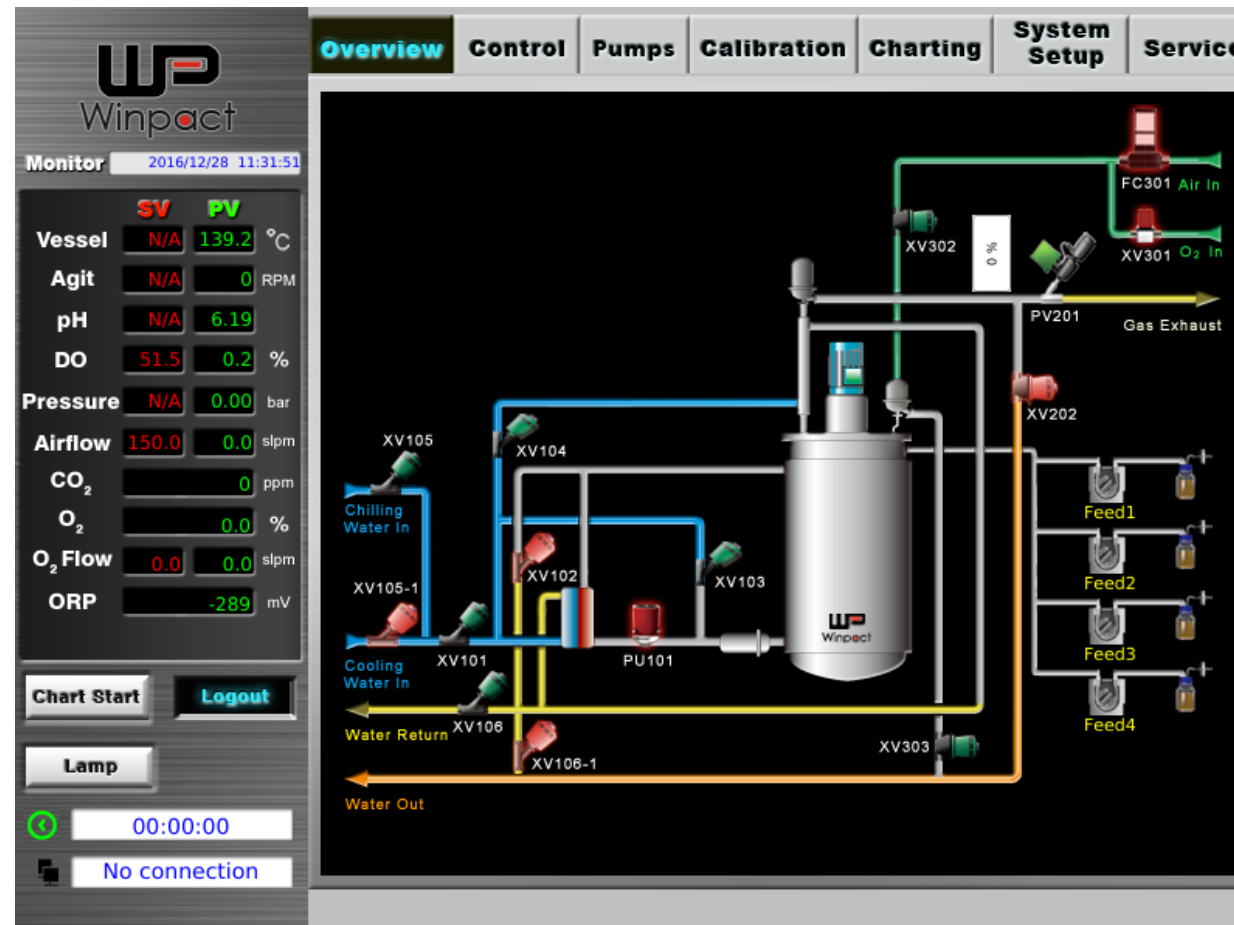 WP
Winpact
Monitor 2016/12/28 11:31:51
SV PV
Vessel N/A 139.2 °C
Agit N/A 0 RPM
pH N/A 6.19
DO 51.5 0.2 %
Pressure N/A 0.00 bar
Airflow 150.0 0.0 slpm
CO₂ 0 ppm
O₂ 0.0 %
O₂ Flow 0.0 0.0 slpm
ORP -289 mV
Chart Start Logout
Lamp
00:00:00
No connection
Overview Control Pumps Calibration Charting System Setup Service
FC301 Air In
XV302
0 %
XV301 O₂ In
PV201
Gas Exhaust
XV202
XV105
XV104
Chilling
Water In
XV102
XV103
XV105-1
Feed1
Feed2
Feed3
Feed4
WP
Winpact
XV101
PU101
Cooling
Water In
Water Return
XV106
XV303
XV106-1
Water Out